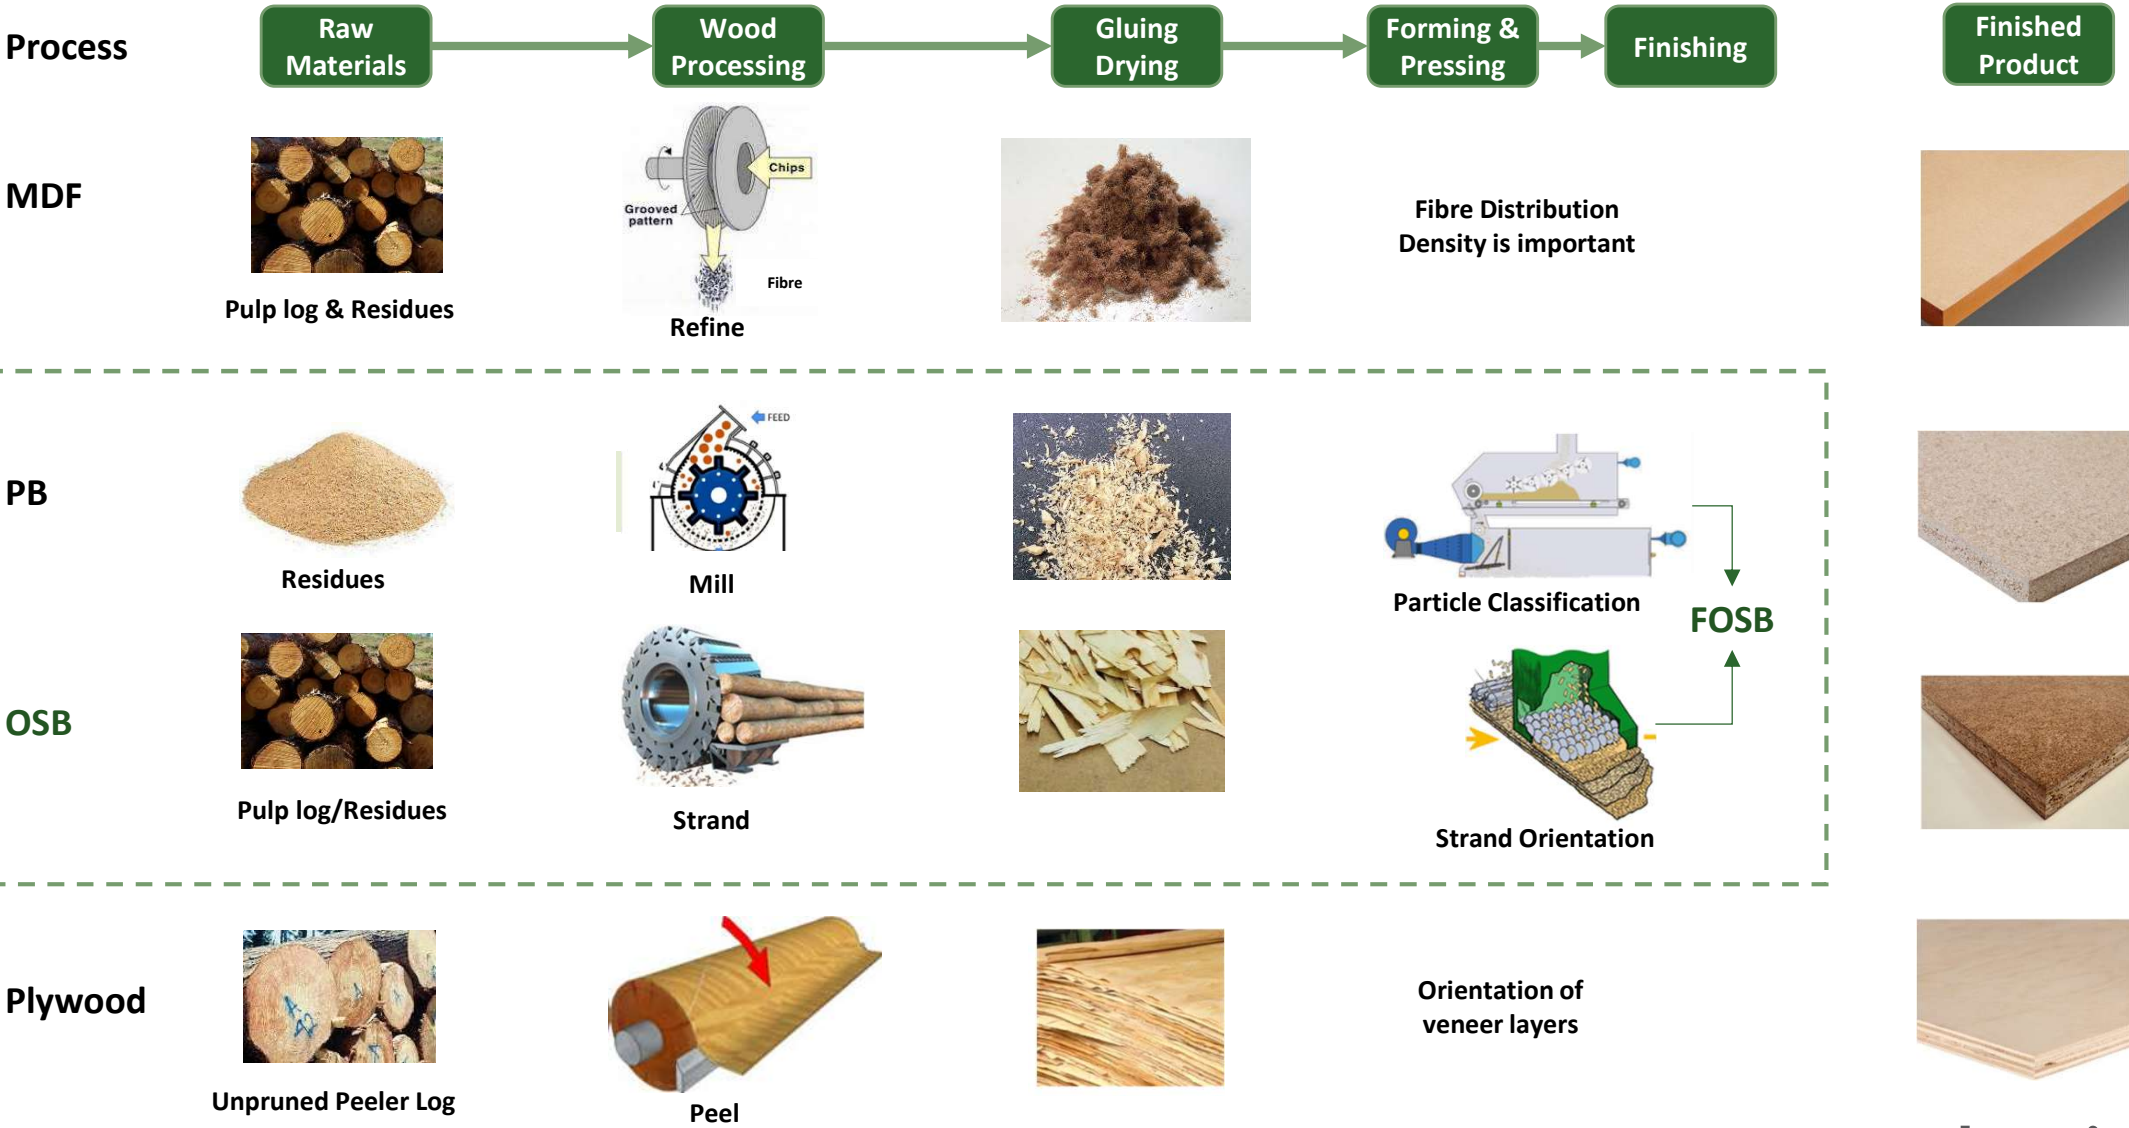 Process
Raw
Materials
Wood
Processing
Gluing
Drying
Forming &
Pressing
Finishing
Finished
Product
MDF
Chips
Grooved
pattern
Fibre
Pulp log & Residues
Refine
Fibre Distribution
Density is important
PB
FEED
Residues
Mill
Particle Classification
FOSB
OSB
Pulp log/Residues
Strand
Strand Orientation
Plywood
Unpruned Peeler Log
Peel
Orientation of
veneer layers